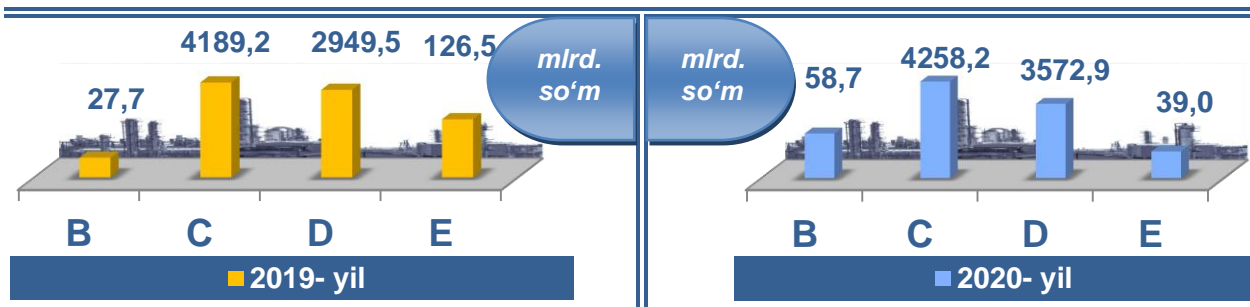 4189,2 2949,5 126,5
27,7
mlrd.
so‘m
B C D E
2019- yil
mlrd.
so‘m
58,7 4258,2 3572,9 39,0
B C D E
2020- yil